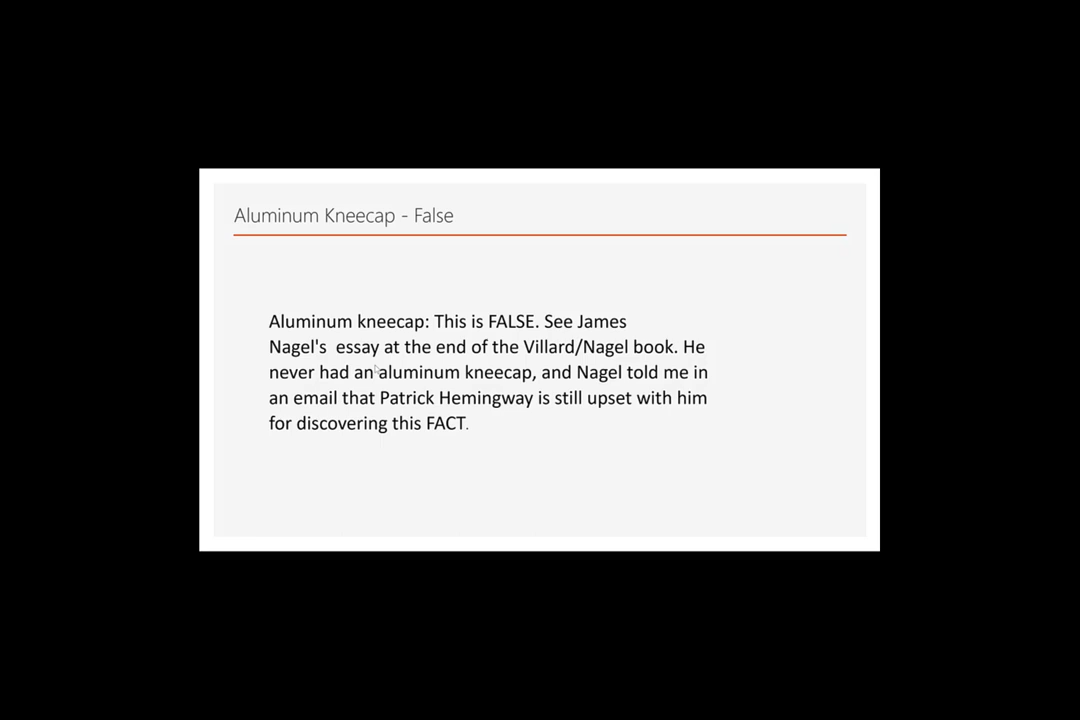 Aluminum Kneecap - False
Aluminum kneecap: This is FALSE. See James
Nagel's  essay at the end of the Villard/Nagel book. He
never had an aluminum kneecap, and Nagel told me in
an email that Patrick Hemingway is still upset with him
for discovering this FACT.